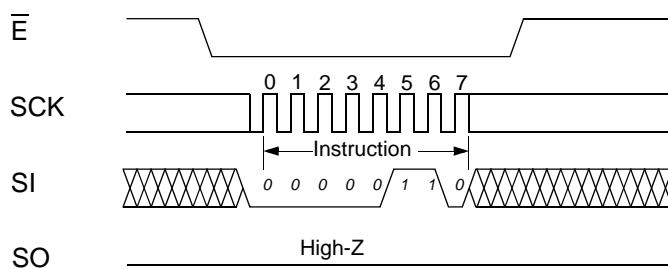 E̅
SCK
0 1 2 3 4 5 6 7
Instruction
SI
0 0 0 0 0 1 1 0
High-Z
SO